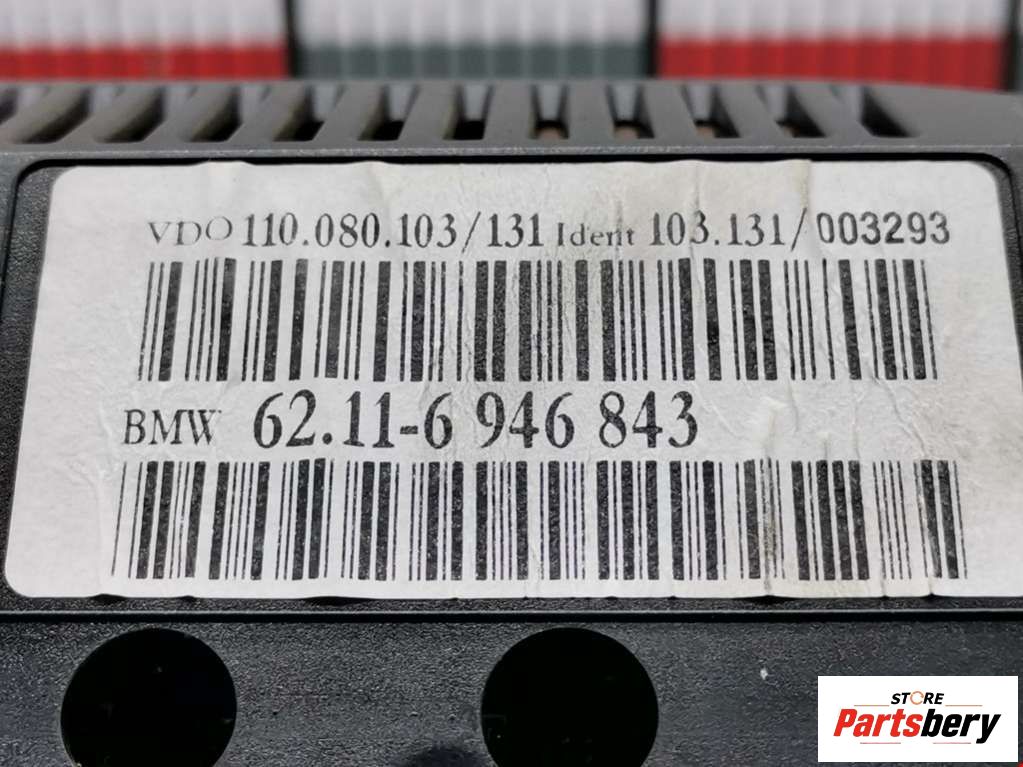 VDO 110.080.103/131 Ident 103.131/003293
BMW 62.11-6 946 843
STORE
Partsbery